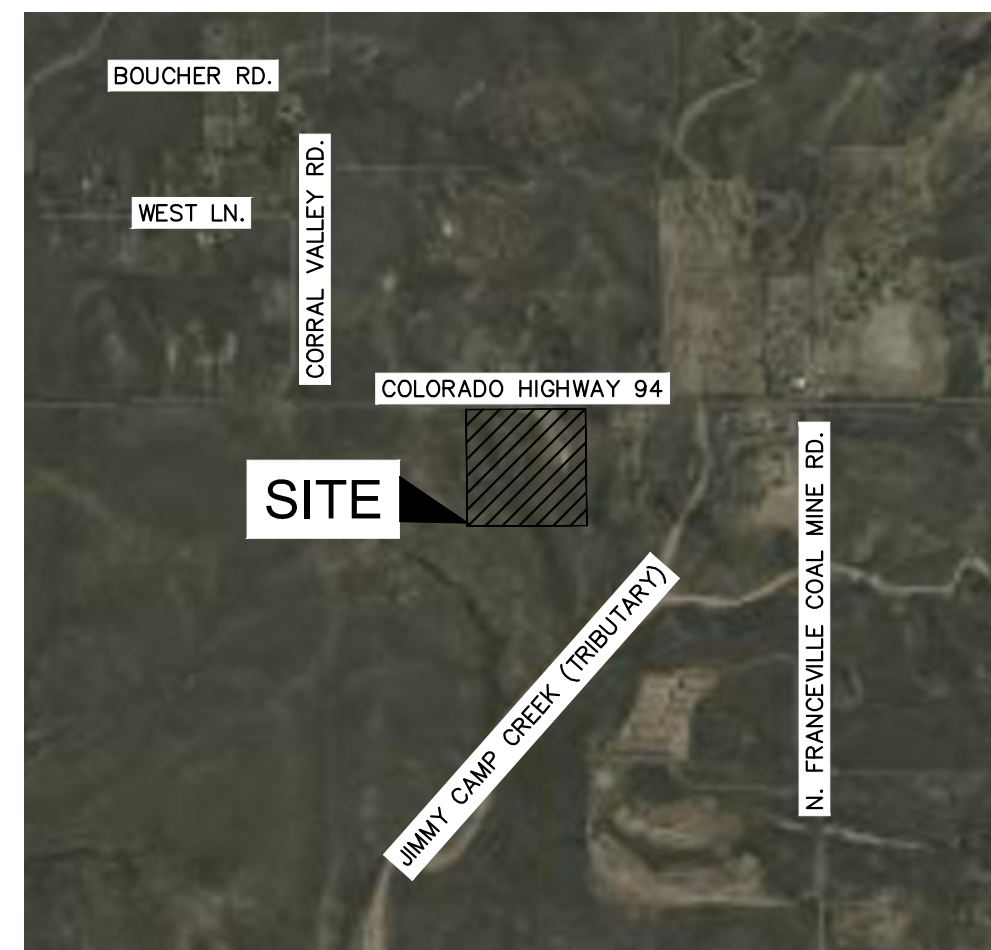 BOUCHER RD.
CORRAL VALLEY RD.
WEST LN.
COLORADO HIGHWAY 94
SITE
N. FRANCEVILLE COAL MINE RD.
JIMMY CAMP CREEK (TRIBUTARY)